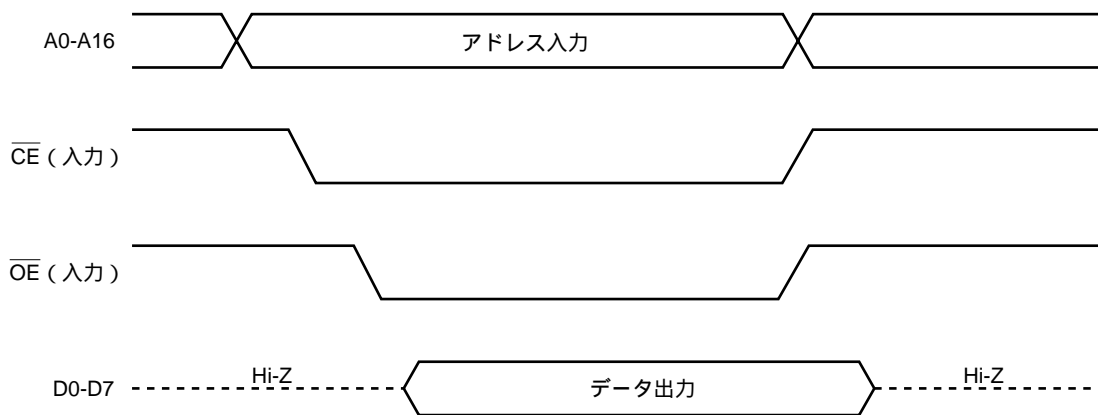 A0-A16
アドレス入力
CE ( 入力 )
OE ( 入力 )
D0-D7
Hi-Z
データ出力
Hi-Z